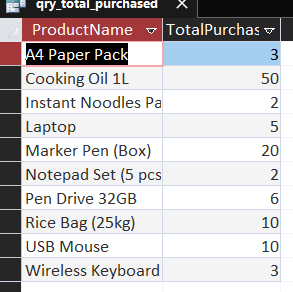 qry_total_purchased
ProductName TotalPurchas
A4 Paper Pack 3
Cooking Oil 1L 50
Instant Noodles Pa 2
Laptop 5
Marker Pen (Box) 20
Notepad Set (5 pcs 2
Pen Drive 32GB 6
Rice Bag (25kg) 10
USB Mouse 10
Wireless Keyboard 3